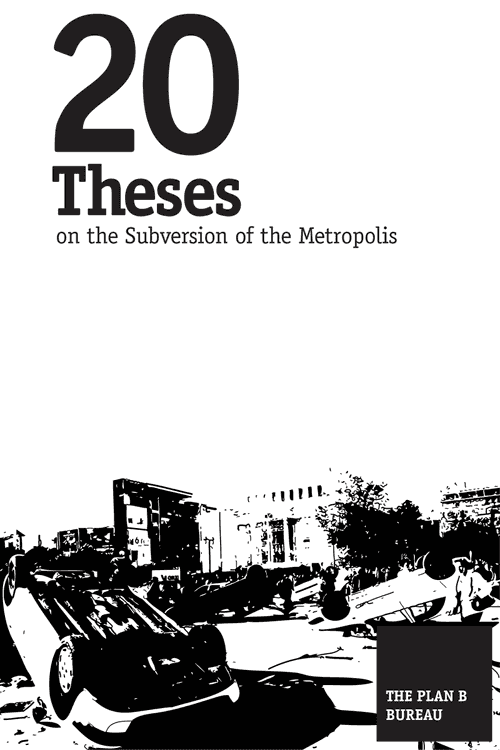 20
Theses
on the Subversion of the Metropolis
THE PLAN B
BUREAU